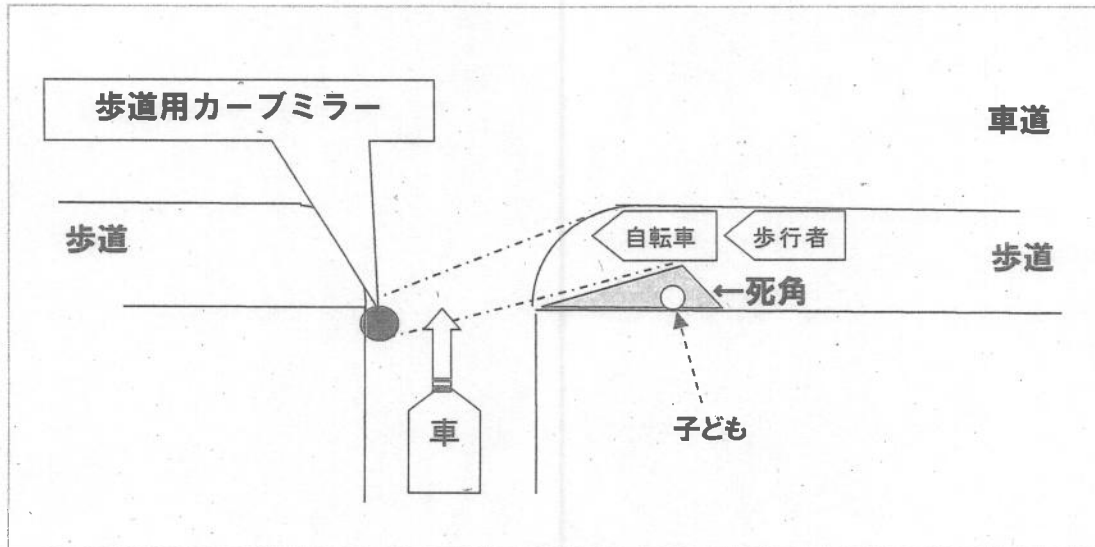 歩道用カーブミラー
車道
歩道
自転車
歩行者
歩道
←死角
車
子ども